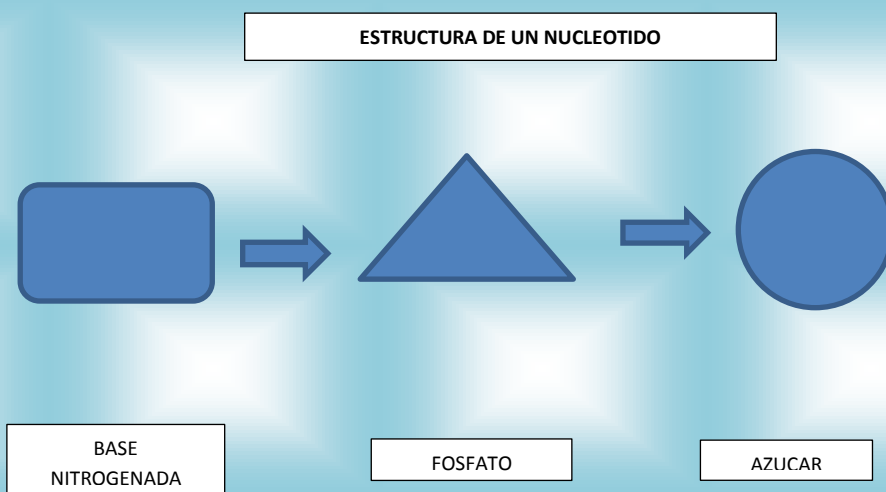 ESTRUCTURA DE UN NUCLEOTIDO
BASE
NITROGENADA
FOSFATO
AZUCAR